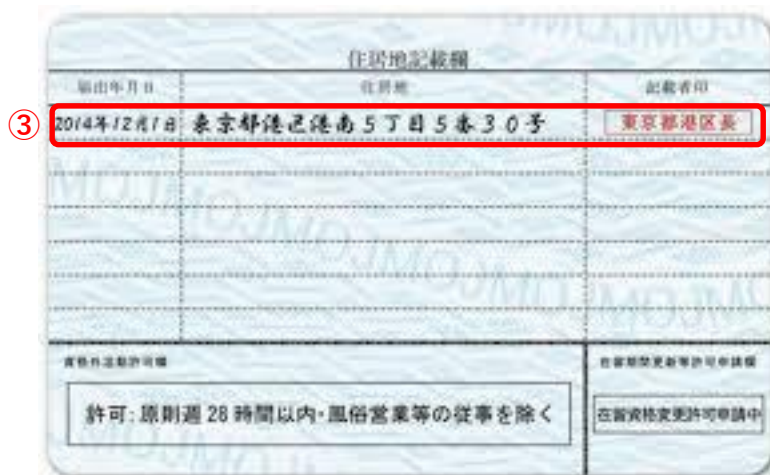 住居地記載欄
届出年月日 住居地 記載者印
③ 2014年12月1日 東京都港区港南5丁目5番30号 東京都港区長
資格外活動許可欄 在留期間更新等許可申請欄
許可:原則週28時間以内・風俗営業等の従事を除く 在留資格変更許可申請中
MOJMOJMOJMOJMOJMOJ